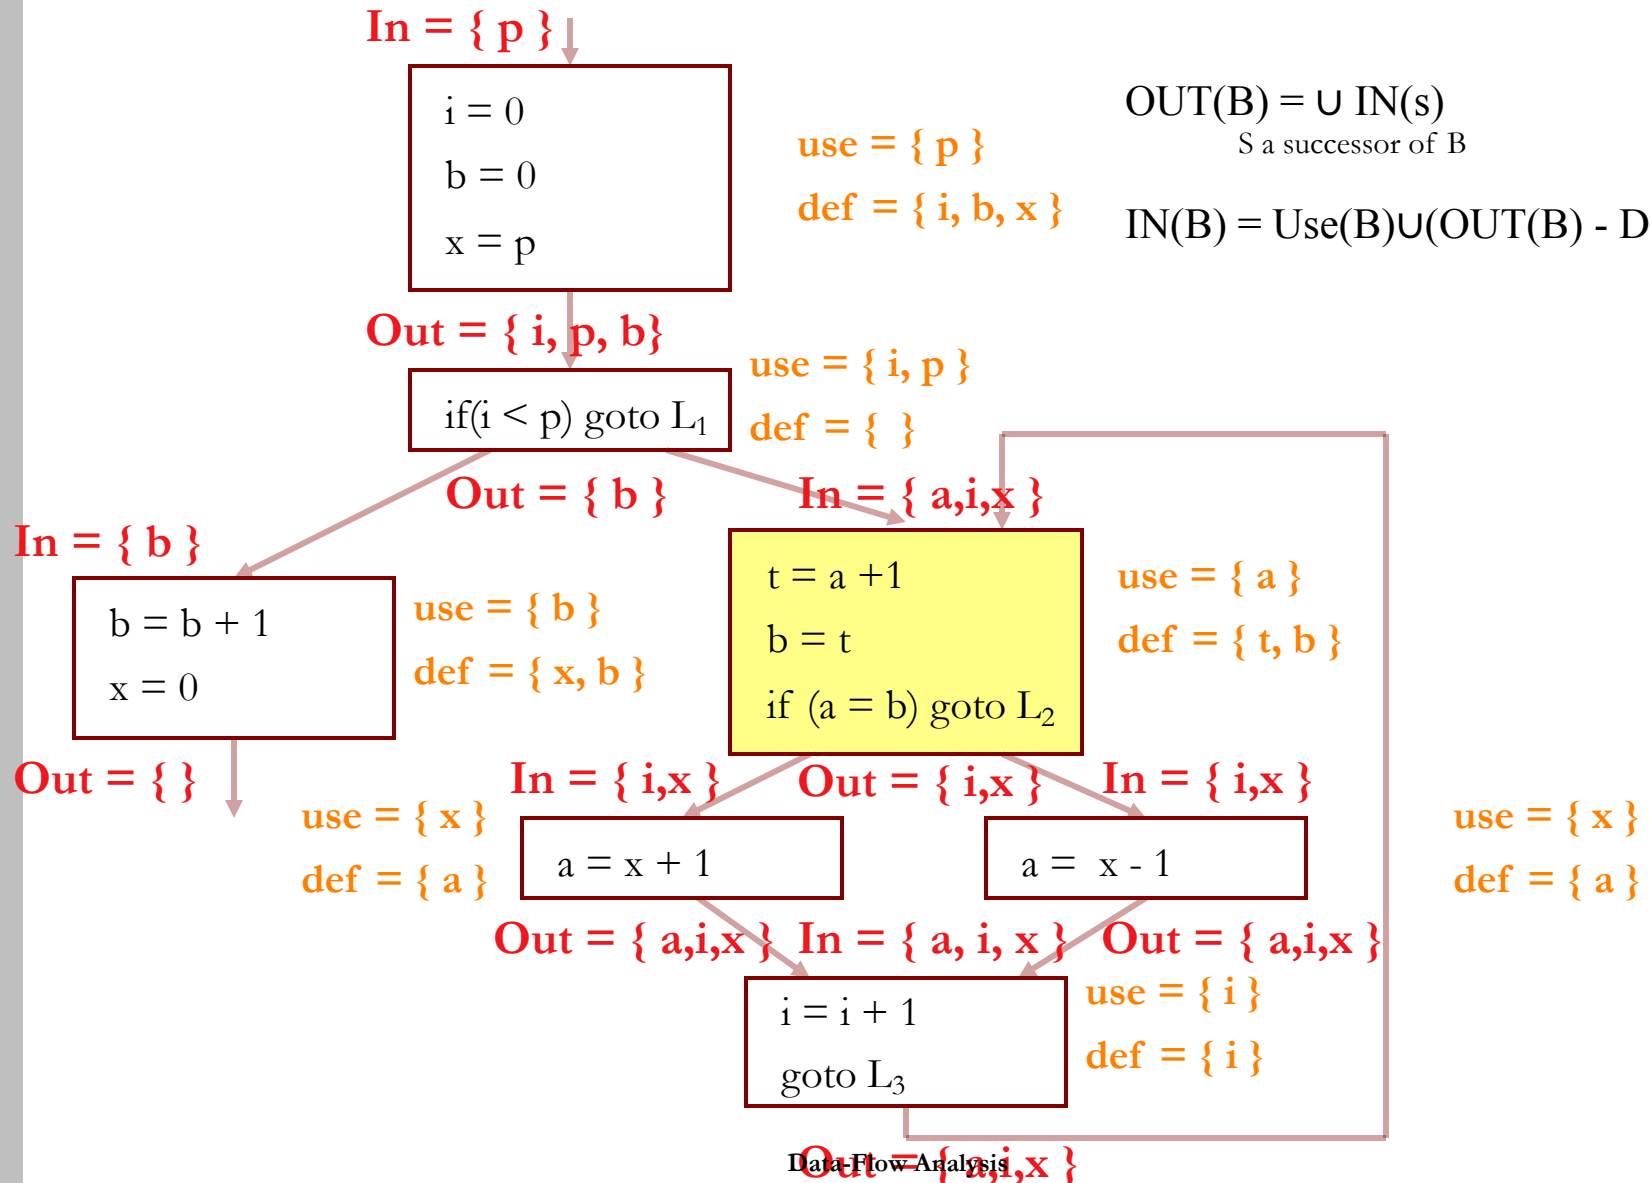 In = { p }
i = 0
b = 0
x = p
use = { p }
def = { i, b, x }
OUT(B) = ∪ IN(s)
S a successor of B
IN(B) = Use(B)∪(OUT(B) - D
Out = { i, p, b}
if(i < p) goto L₁
use = { i, p }
def = { }
Out = { b }
In = { a,i,x }
In = { b }
b = b + 1
x = 0
use = { b }
def = { x, b }
t = a +1
b = t
if (a = b) goto L₂
use = { a }
def = { t, b }
Out = { }
In = { i,x }
Out = { i,x }
In = { i,x }
use = { x }
def = { a }
a = x + 1
a = x - 1
use = { x }
def = { a }
Out = { a,i,x }
In = { a, i, x }
Out = { a,i,x }
i = i + 1
goto L₃
use = { i }
def = { i }
Out = { a,i,x }
Data-Flow Analysis